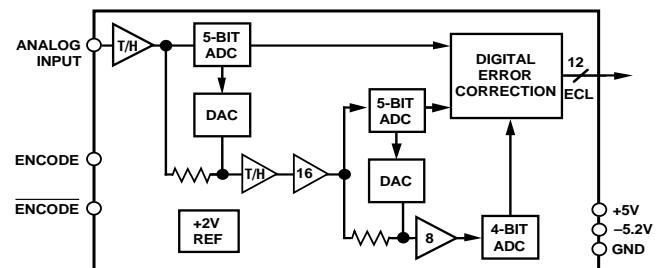 ANALOG
INPUT
T/H
5-BIT
ADC
DIGITAL
ERROR
CORRECTION
12
ECL
DAC
5-BIT
ADC
ENCODE
T/H
16
DAC
ENCODE
+2V
REF
8
4-BIT
ADC
+5V
–5.2V
GND